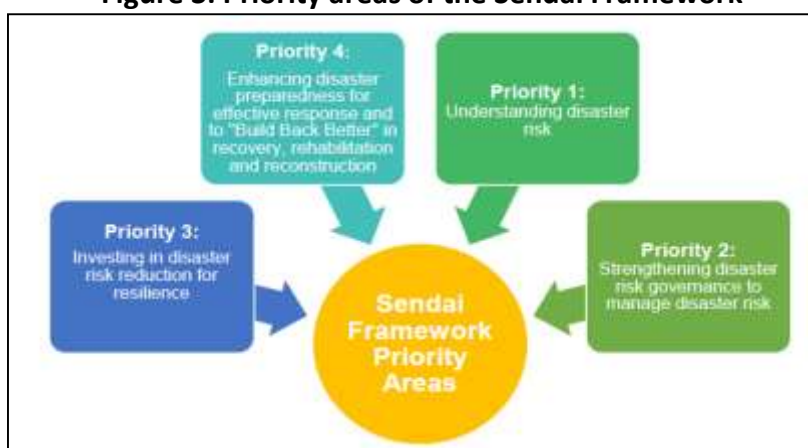 Figure 3: Priority areas of the Sendai Framework
Priority 4:
Enhancing disaster
preparedness for
effective response and
to "Build Back Better" in
recovery, rehabilitation
and reconstruction
Priority 1:
Understanding disaster
risk
Priority 3:
Investing in disaster
risk reduction for
resilience
Priority 2:
Strengthening disaster
risk governance to
manage disaster risk
Sendai
Framework
Priority
Areas